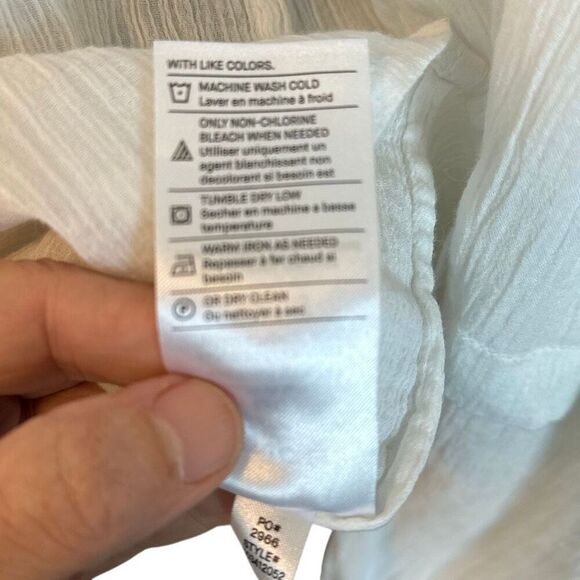 WITH LIKE COLORS.
MACHINE WASH COLD
Laver en machine à froid
ONLY NON-CHLORINE
BLEACH WHEN NEEDED
Utiliser uniquement un
agent blanchissant non
decolorant si besoin est
TUMBLE DRY LOW
Secher en machine a basse
temperature
WARM IRON AS NEEDED
Repasser à fer chaud si
besoin
OR DRY CLEAN
Ou nettoyer à sec
PO#
2966
STYLE#